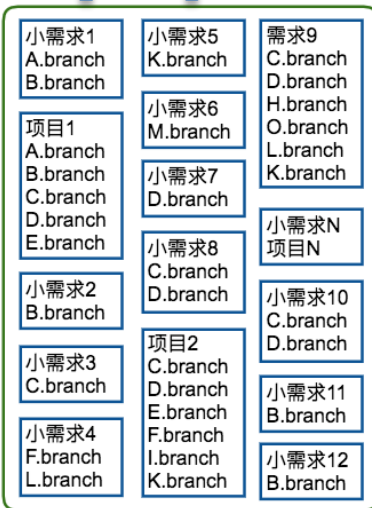 小需求1
A.branch
B.branch
项目1
A.branch
B.branch
C.branch
D.branch
E.branch
小需求2
B.branch
小需求3
C.branch
小需求4
F.branch
L.branch
小需求5
K.branch
小需求6
M.branch
小需求7
D.branch
小需求8
C.branch
D.branch
项目2
C.branch
D.branch
E.branch
F.branch
I.branch
K.branch
需求9
C.branch
D.branch
H.branch
O.branch
L.branch
K.branch
小需求N
项目N
小需求10
C.branch
D.branch
小需求11
B.branch
小需求12
B.branch